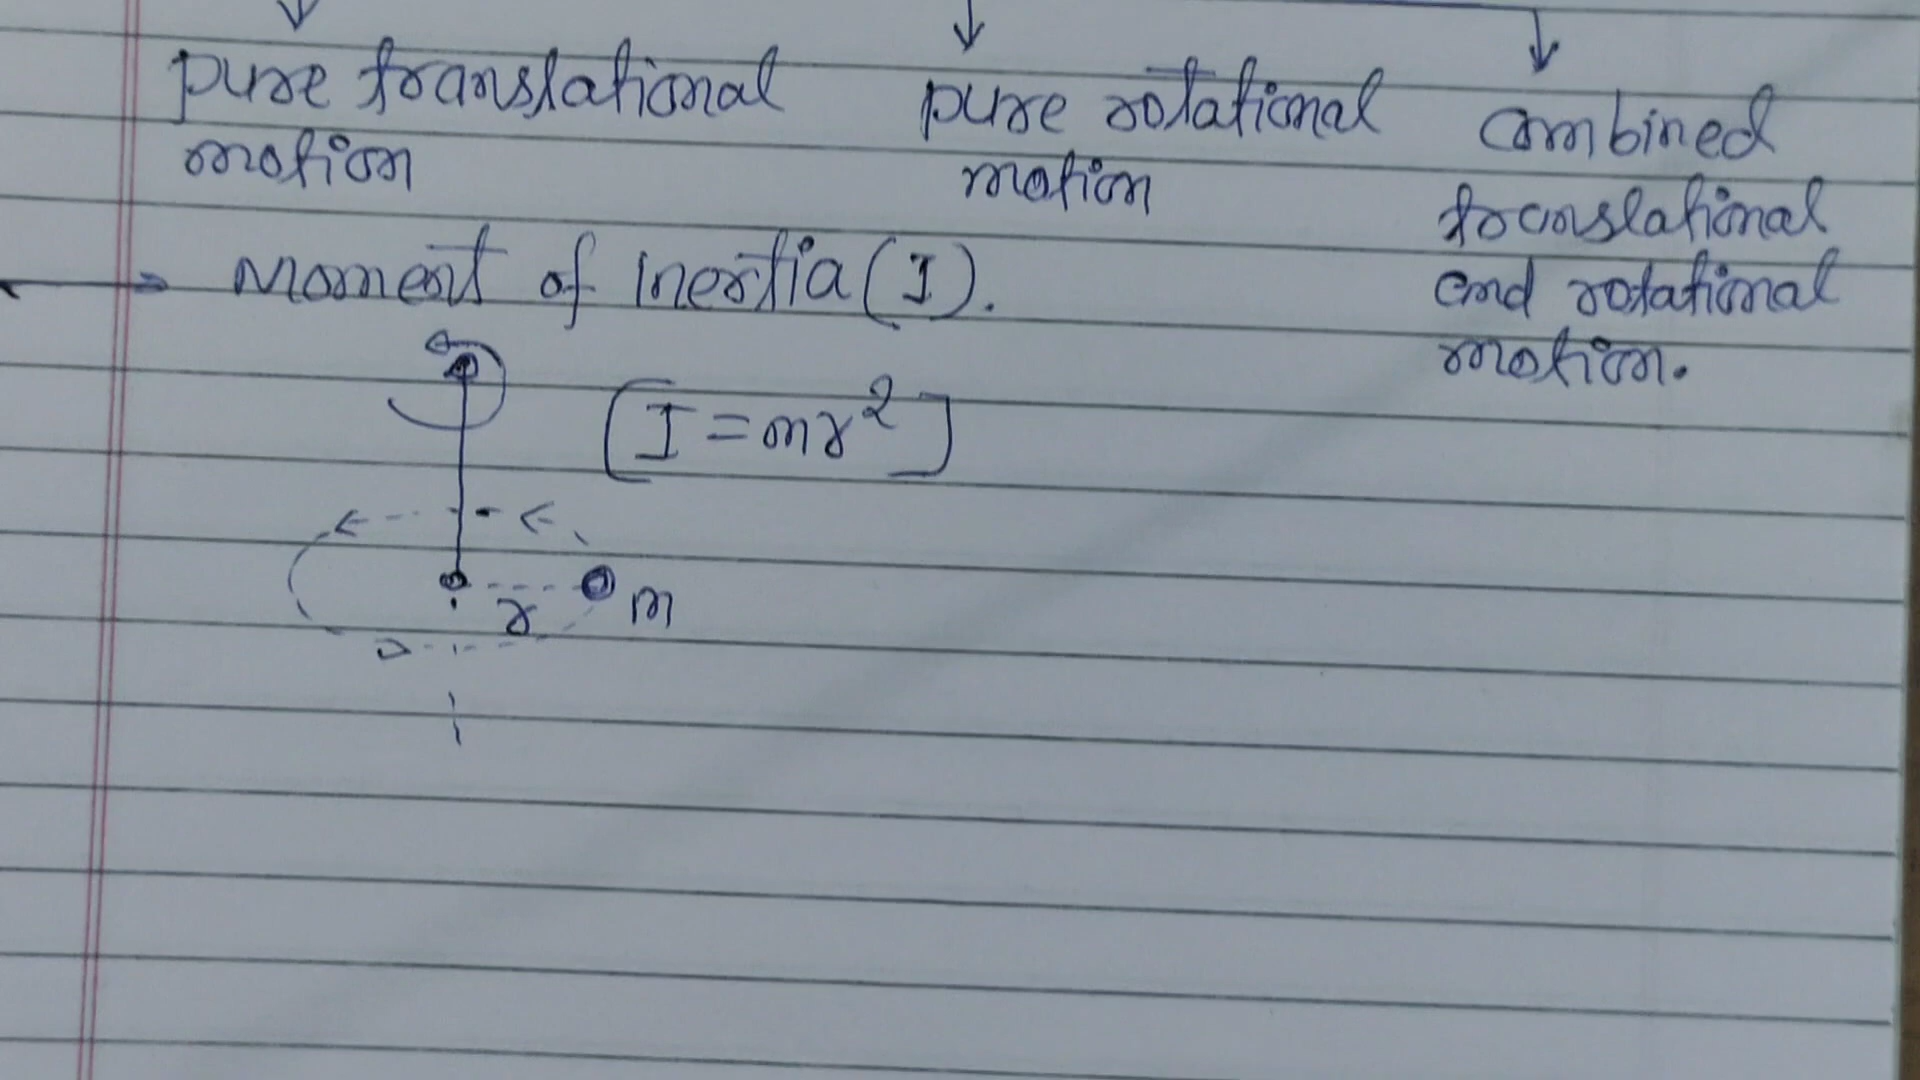 pure translational
motion
pure rotational
motion
combined
translational
and rotational
motion.
→ Moment of Inertia (I).
[I = mr²]
r
m